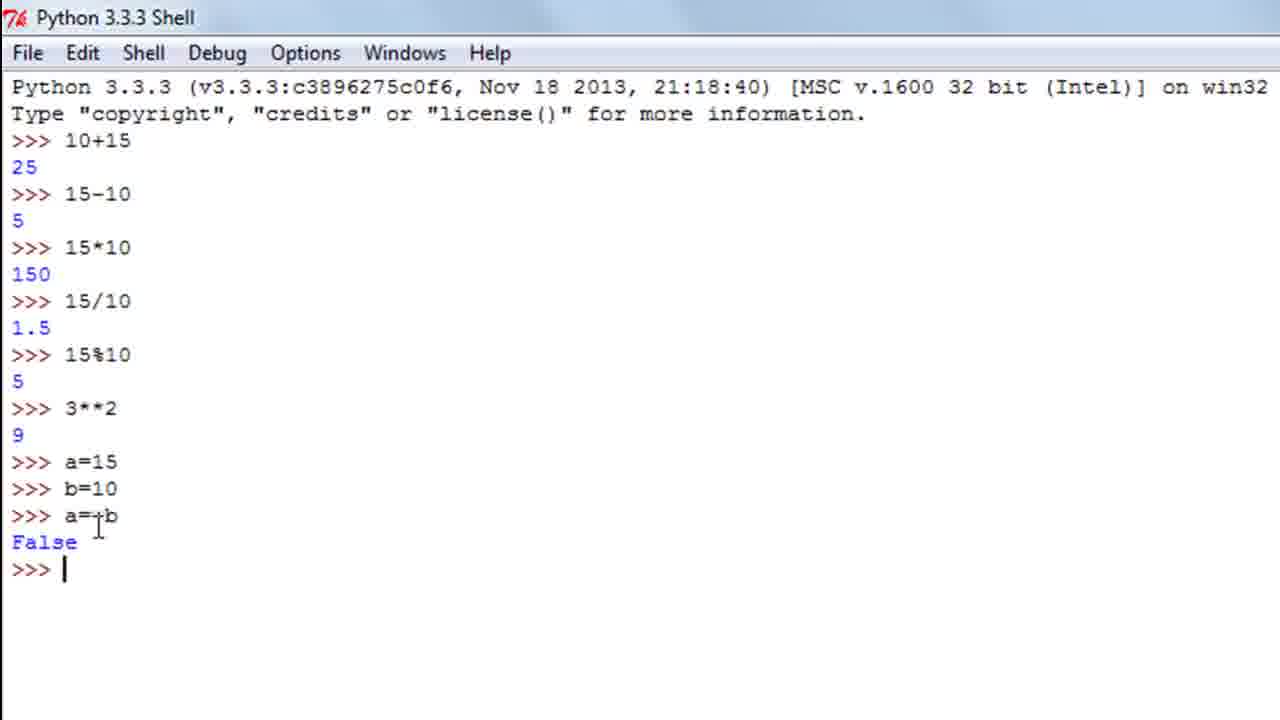 Python 3.3.3 Shell
File Edit Shell Debug Options Windows Help
Python 3.3.3 (v3.3.3:c3896275c0f6, Nov 18 2013, 21:18:40) [MSC v.1600 32 bit (Intel)] on win32
Type "copyright", "credits" or "license()" for more information.
>>> 10+15
25
>>> 15-10
5
>>> 15*10
150
>>> 15/10
1.5
>>> 15%10
5
>>> 3**2
9
>>> a=15
>>> b=10
>>> a==b
False
>>>